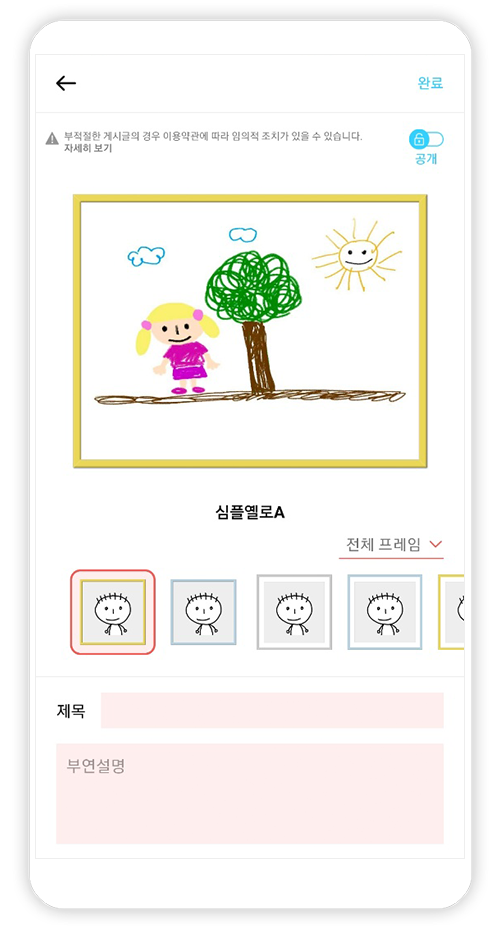 완료
부적절한 게시글의 경우 이용약관에 따라 임의적 조치가 있을 수 있습니다.
자세히 보기
공개
심플옐로A
전체 프레임
제목
부연설명